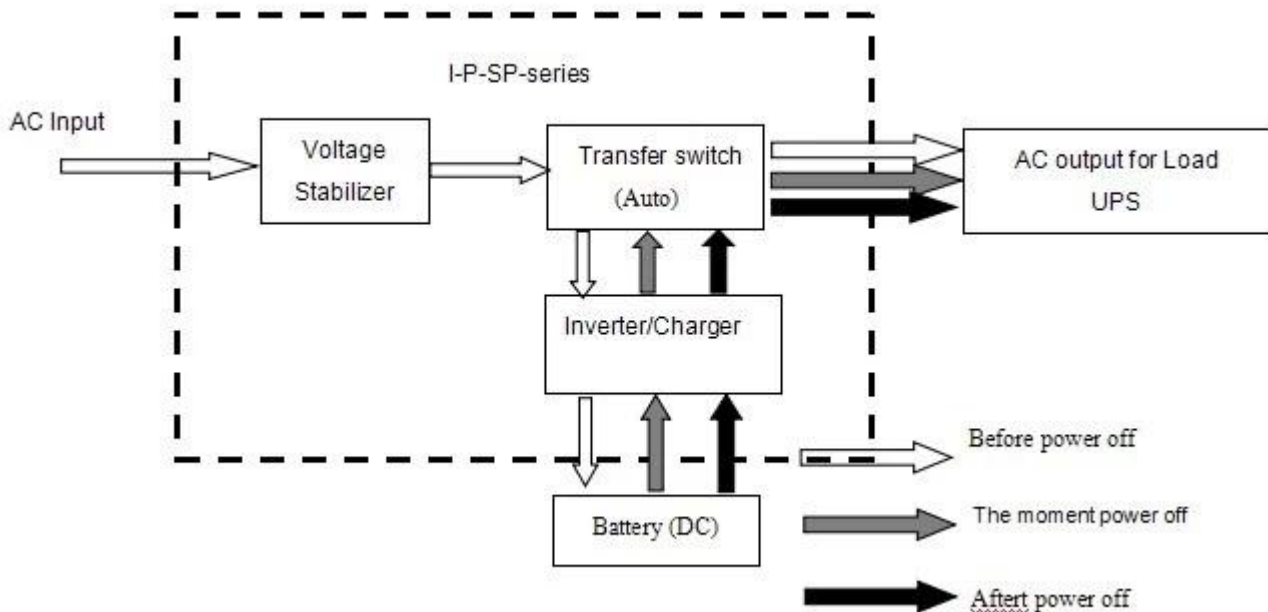 I-P-SP-series
AC Input
Voltage
Stabilizer
Transfer switch
(Auto)
AC output for Load
UPS
Inverter/Charger
Battery (DC)
Before power off
The moment power off
Aftert power off